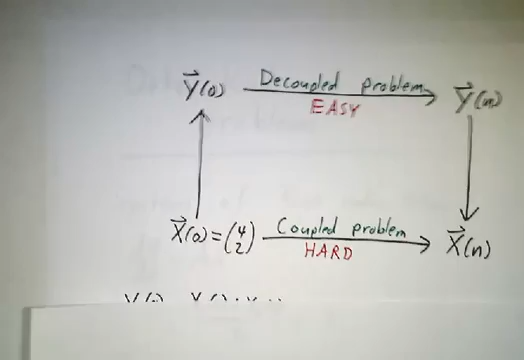 Y⃗(0) Decoupled problem Y⃗(n)
EASY
X⃗(0) = (4 2) Coupled problem X⃗(n)
HARD